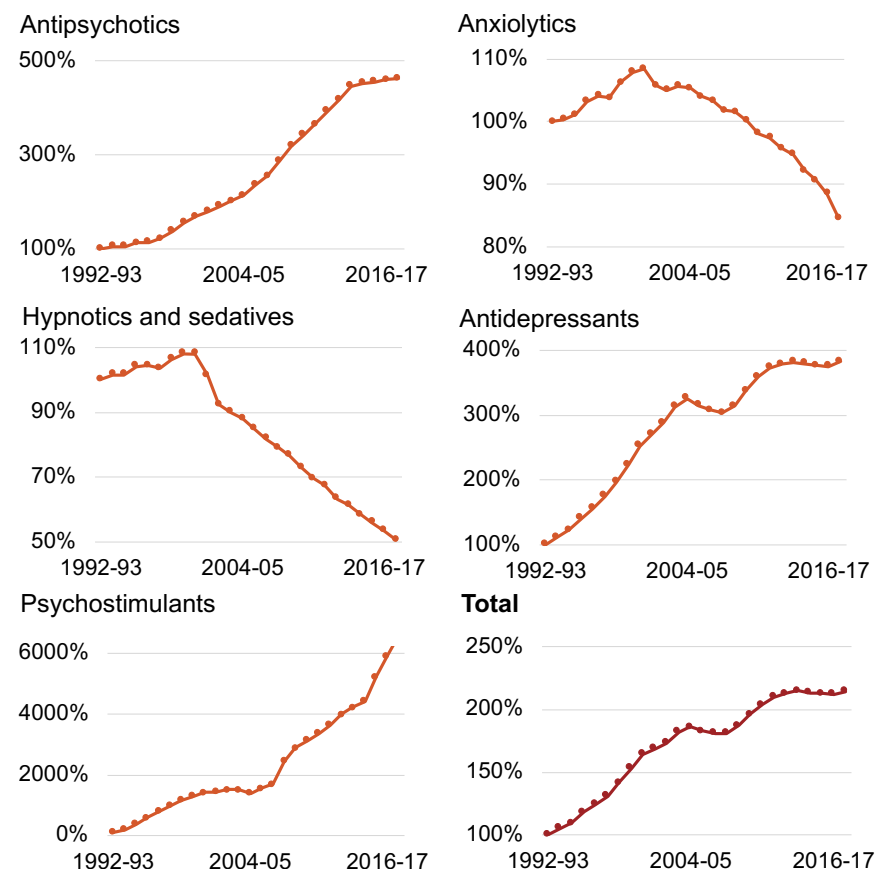 Antipsychotics
500%
300%
100%
1992-93 2004-05 2016-17
Anxiolytics
110%
100%
90%
80%
1992-93 2004-05 2016-17
Hypnotics and sedatives
110%
90%
70%
50%
1992-93 2004-05 2016-17
Antidepressants
400%
300%
200%
100%
1992-93 2004-05 2016-17
Psychostimulants
6000%
4000%
2000%
0%
1992-93 2004-05 2016-17
Total
250%
200%
150%
100%
1992-93 2004-05 2016-17